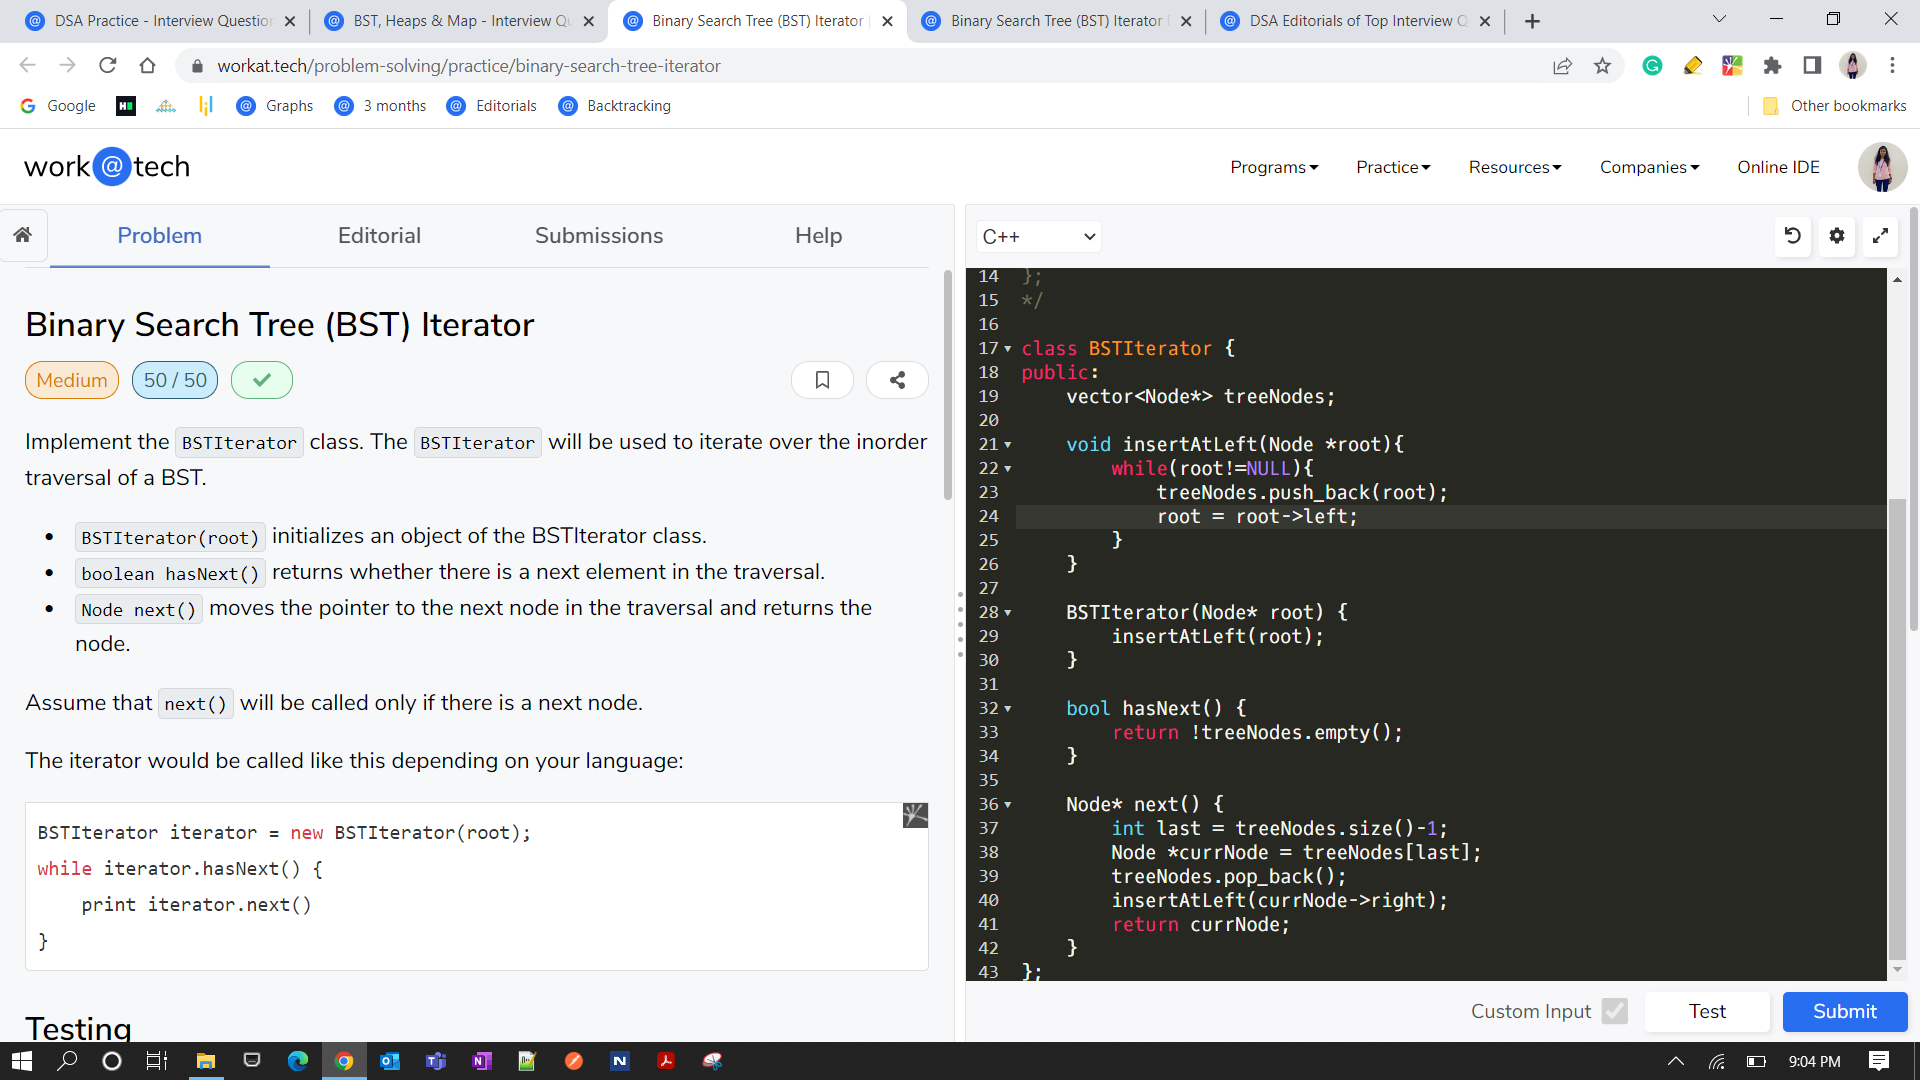 DSA Practice - Interview Question
BST, Heaps & Map - Interview Qu
Binary Search Tree (BST) Iterator |
Binary Search Tree (BST) Iterator
DSA Editorials of Top Interview Q
workat.tech/problem-solving/practice/binary-search-tree-iterator
Google
Graphs
3 months
Editorials
Backtracking
Other bookmarks
work@tech
Programs
Practice
Resources
Companies
Online IDE
Problem
Editorial
Submissions
Help
Binary Search Tree (BST) Iterator
Medium
50 / 50
Implement the BSTIterator class. The BSTIterator will be used to iterate over the inorder
traversal of a BST.
BSTIterator(root) initializes an object of the BSTIterator class.
boolean hasNext() returns whether there is a next element in the traversal.
Node next() moves the pointer to the next node in the traversal and returns the
node.
Assume that next() will be called only if there is a next node.
The iterator would be called like this depending on your language:
BSTIterator iterator = new BSTIterator(root);
while iterator.hasNext() {
    print iterator.next()
}
Testing
C++
14 };
15 */
16
17 class BSTIterator {
18 public:
19     vector<Node*> treeNodes;
20
21     void insertAtLeft(Node *root){
22         while(root!=NULL){
23             treeNodes.push_back(root);
24             root = root->left;
25         }
26     }
27
28     BSTIterator(Node* root) {
29         insertAtLeft(root);
30     }
31
32     bool hasNext() {
33         return !treeNodes.empty();
34     }
35
36     Node* next() {
37         int last = treeNodes.size()-1;
38         Node *currNode = treeNodes[last];
39         treeNodes.pop_back();
40         insertAtLeft(currNode->right);
41         return currNode;
42     }
43 };
Custom Input
Test
Submit
9:04 PM